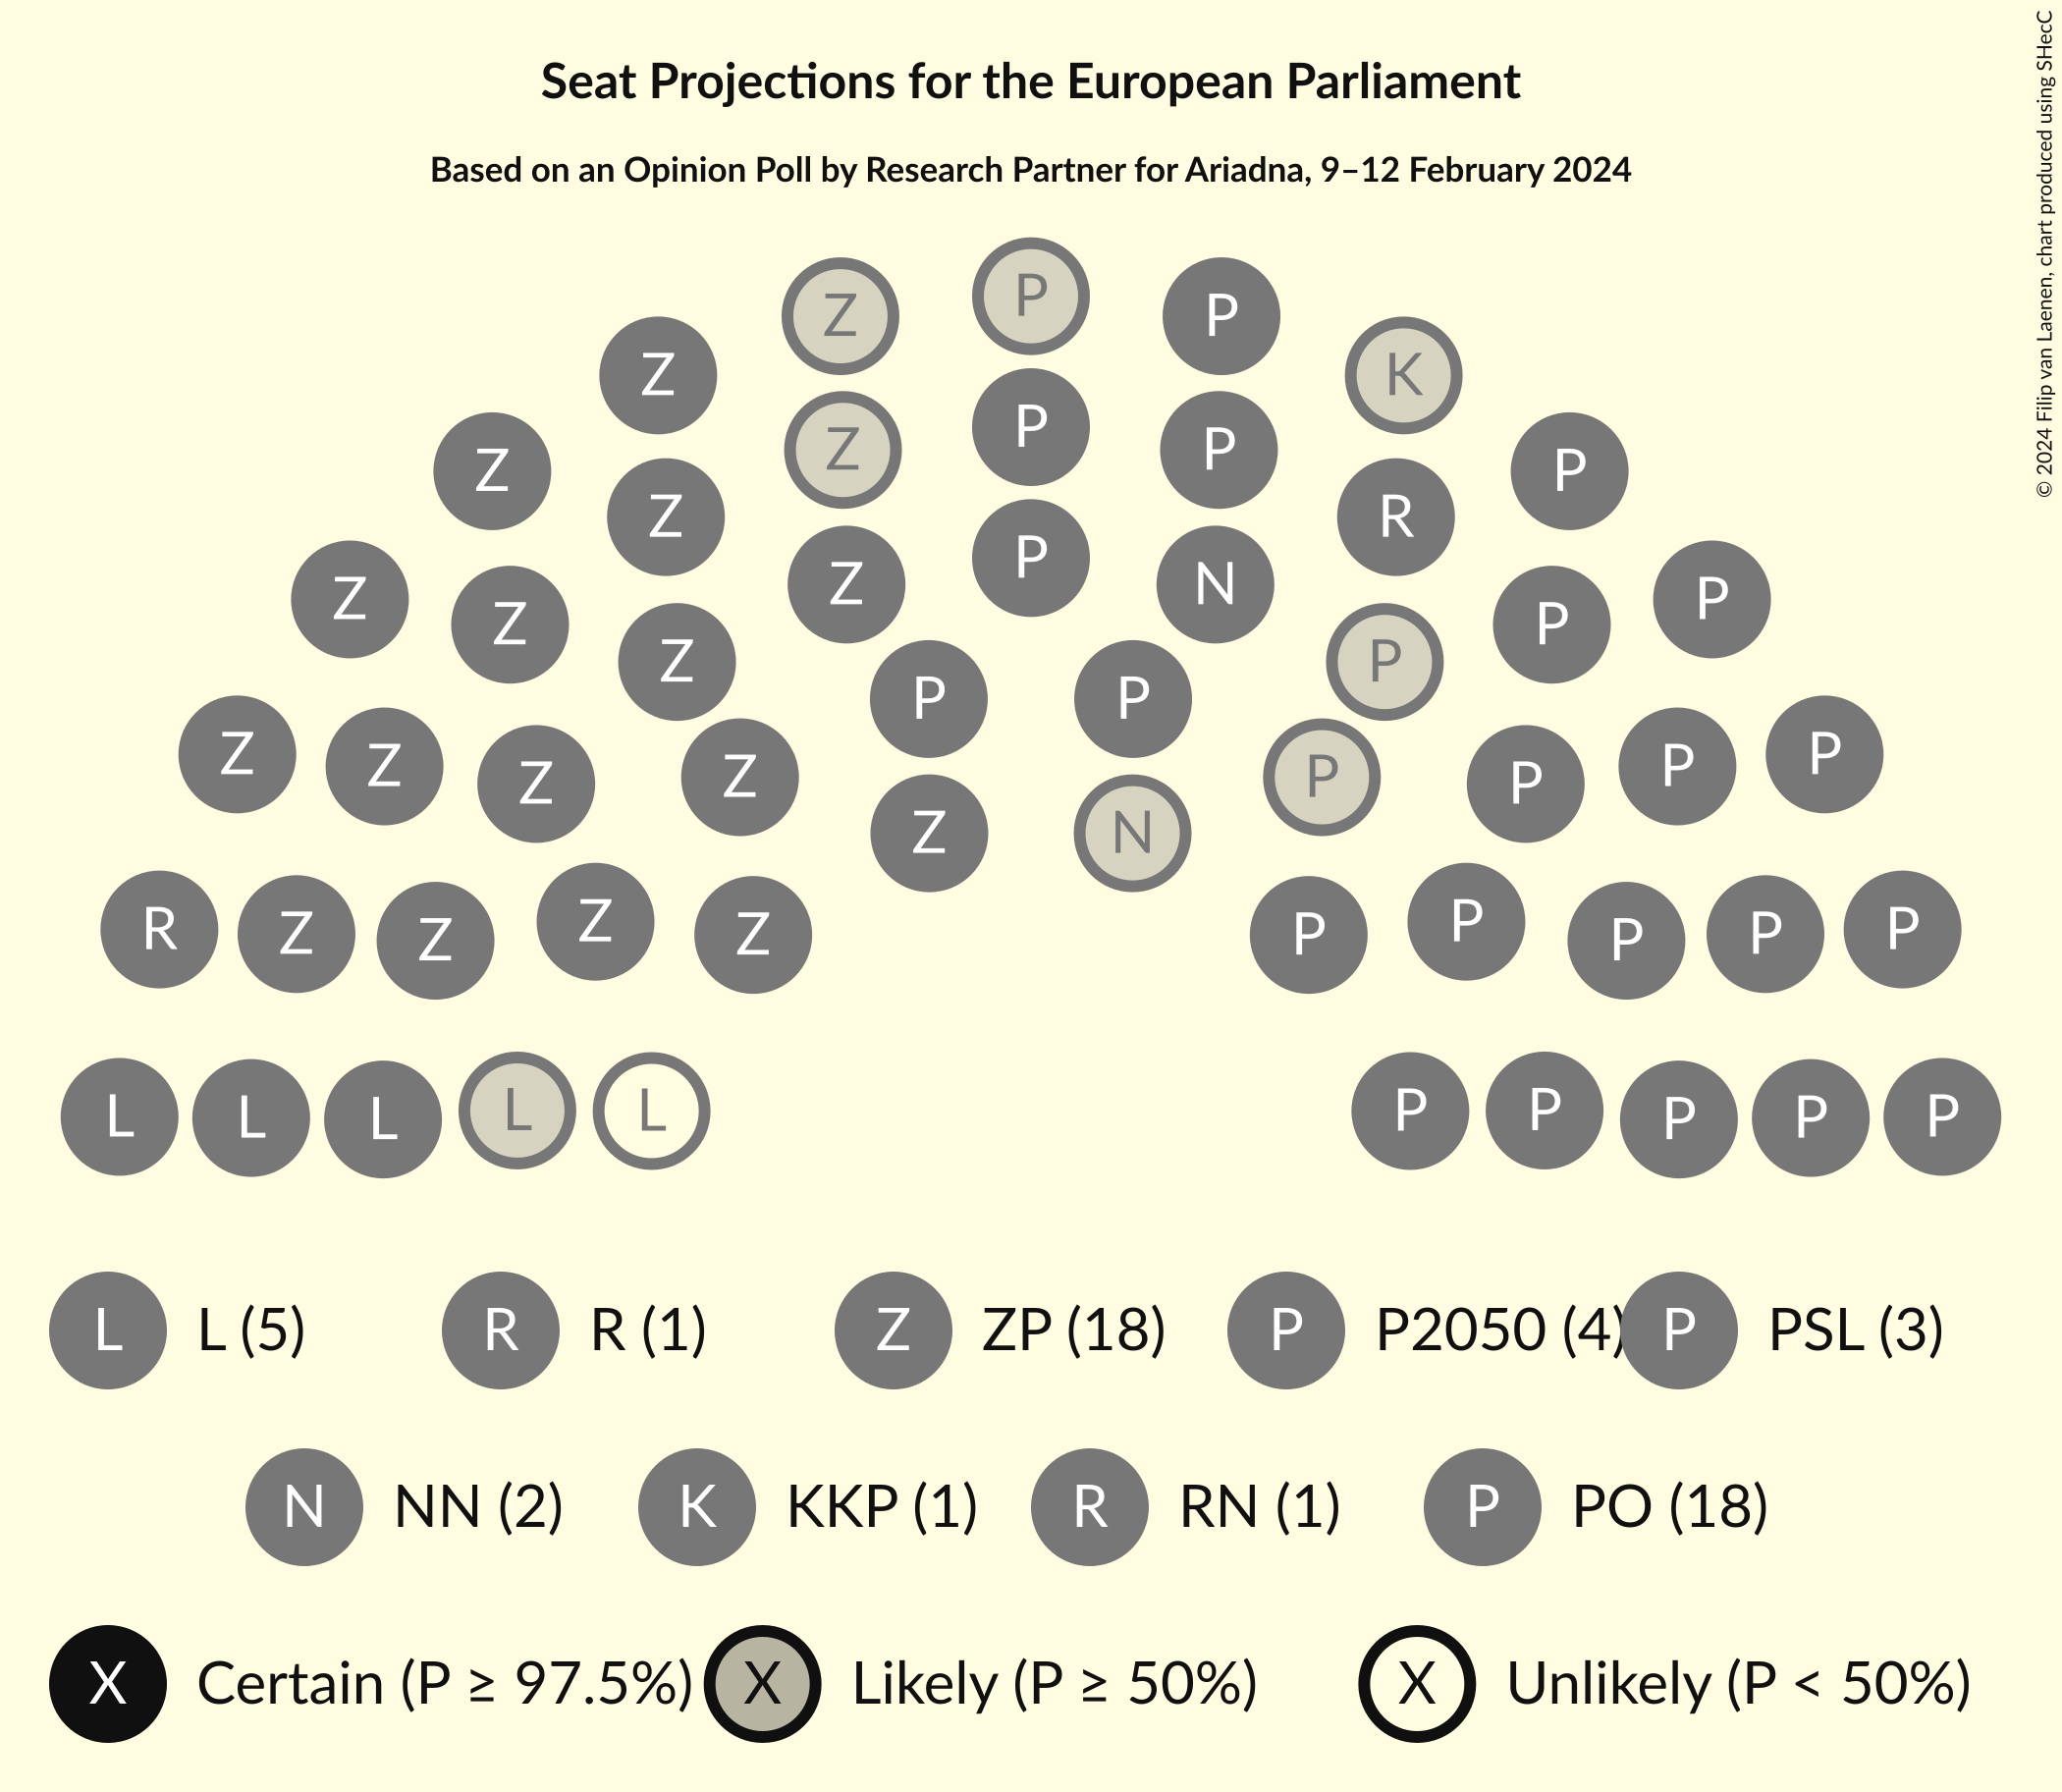 Seat Projections for the European Parliament
Based on an Opinion Poll by Research Partner for Ariadna, 9–12 February 2024
© 2024 Filip van Laenen, chart produced using SHecC
P
Z P
Z K
P
Z P P
Z P
Z R
P
Z N
Z P
Z P
Z P
P P
Z P
Z P
Z P
Z P
Z N
Z P
R P
Z P
Z P
Z P
L P
L P
L P
L P
L P
L L (5) R R (1) Z ZP (18) P P2050 (4) P PSL (3)
N NN (2) K KKP (1) R RN (1) P PO (18)
X Certain (P ≥ 97.5%) X Likely (P ≥ 50%) X Unlikely (P < 50%)